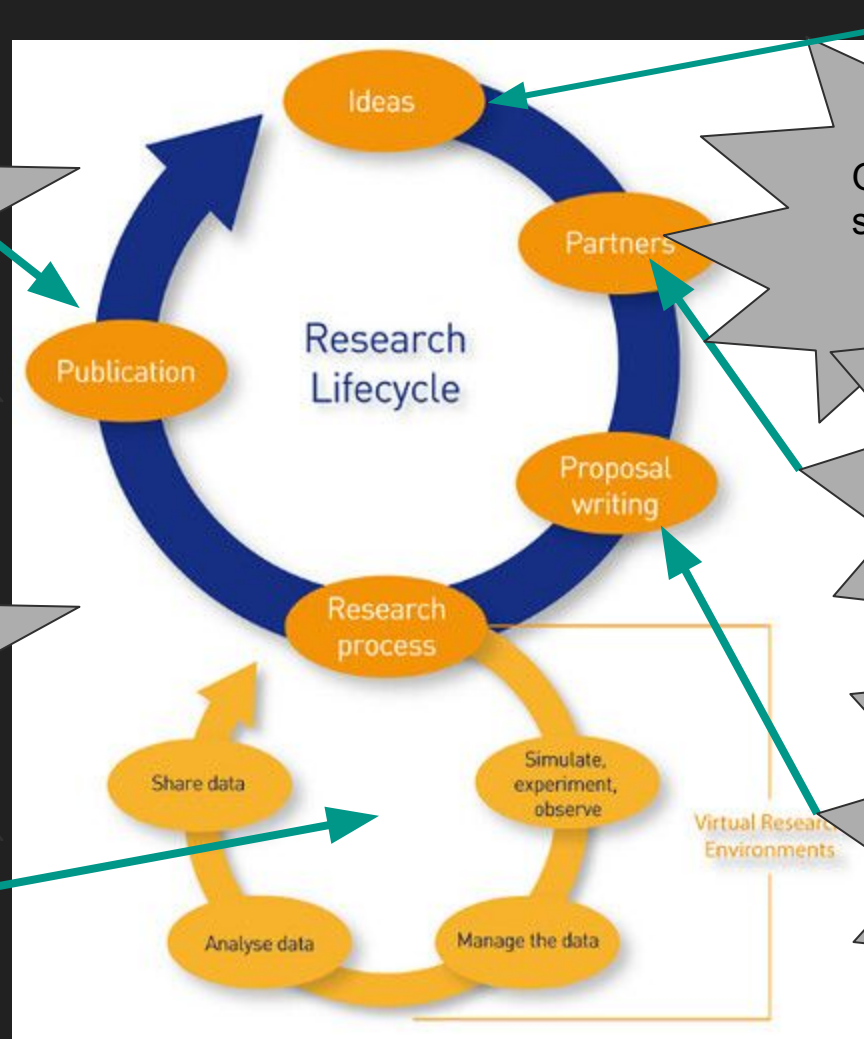 Ideas
Partners
Research
Lifecycle
Publication
Proposal
writing
Research
process
Share data
Simulate,
experiment,
observe
Virtual Research
Environments
Analyse data
Manage the data